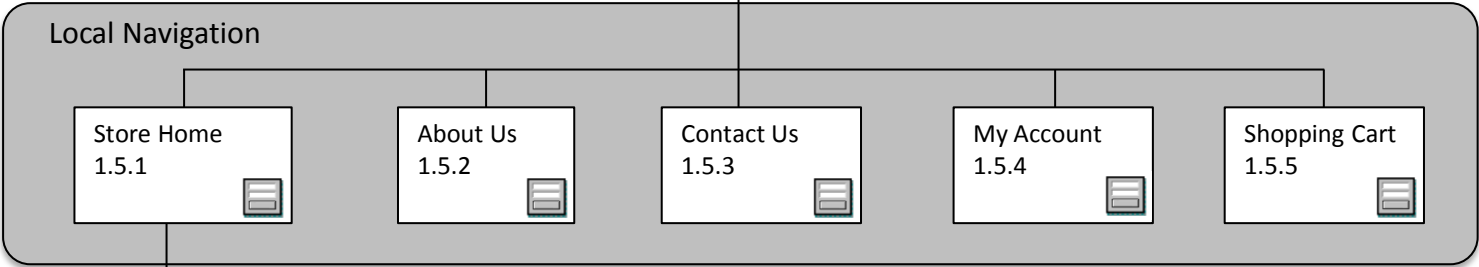 Local Navigation
Store Home
1.5.1
About Us
1.5.2
Contact Us
1.5.3
My Account
1.5.4
Shopping Cart
1.5.5